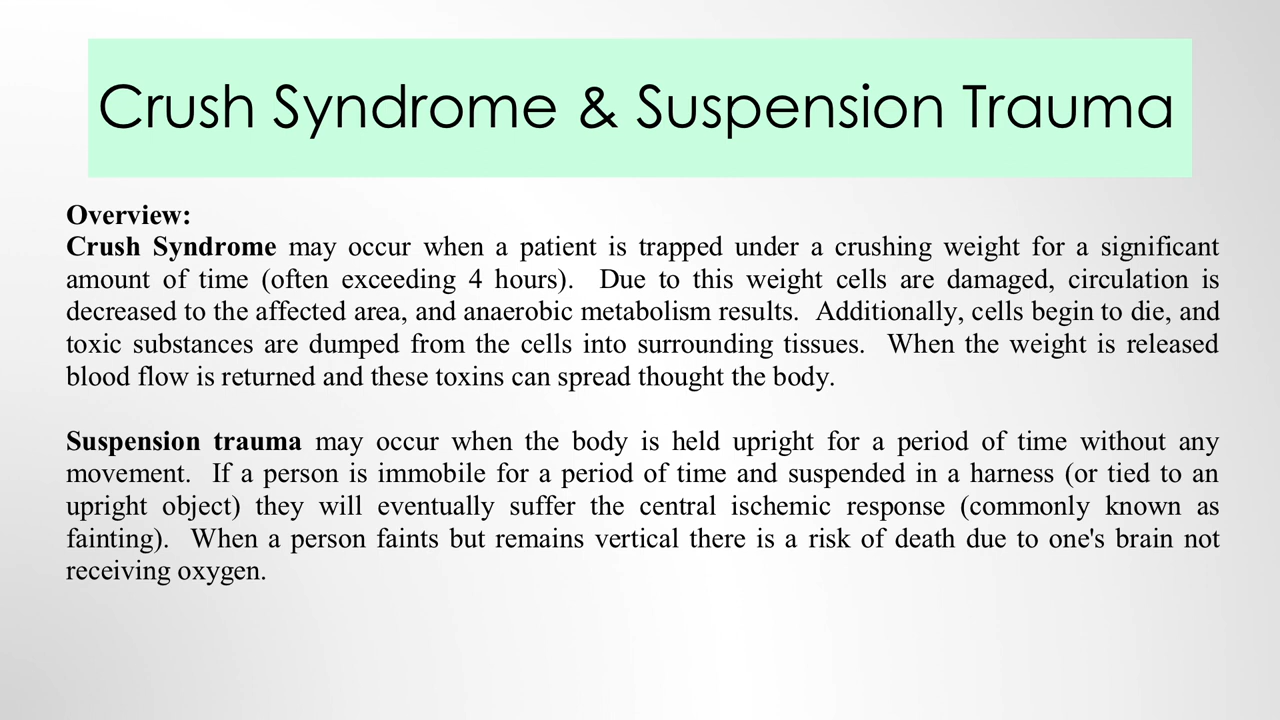 Crush Syndrome & Suspension Trauma
Overview:
Crush Syndrome may occur when a patient is trapped under a crushing weight for a significant
amount of time (often exceeding 4 hours).  Due to this weight cells are damaged, circulation is
decreased to the affected area, and anaerobic metabolism results.  Additionally, cells begin to die, and
toxic substances are dumped from the cells into surrounding tissues.  When the weight is released
blood flow is returned and these toxins can spread thought the body.
Suspension trauma may occur when the body is held upright for a period of time without any
movement.  If a person is immobile for a period of time and suspended in a harness (or tied to an
upright object) they will eventually suffer the central ischemic response (commonly known as
fainting).  When a person faints but remains vertical there is a risk of death due to one's brain not
receiving oxygen.